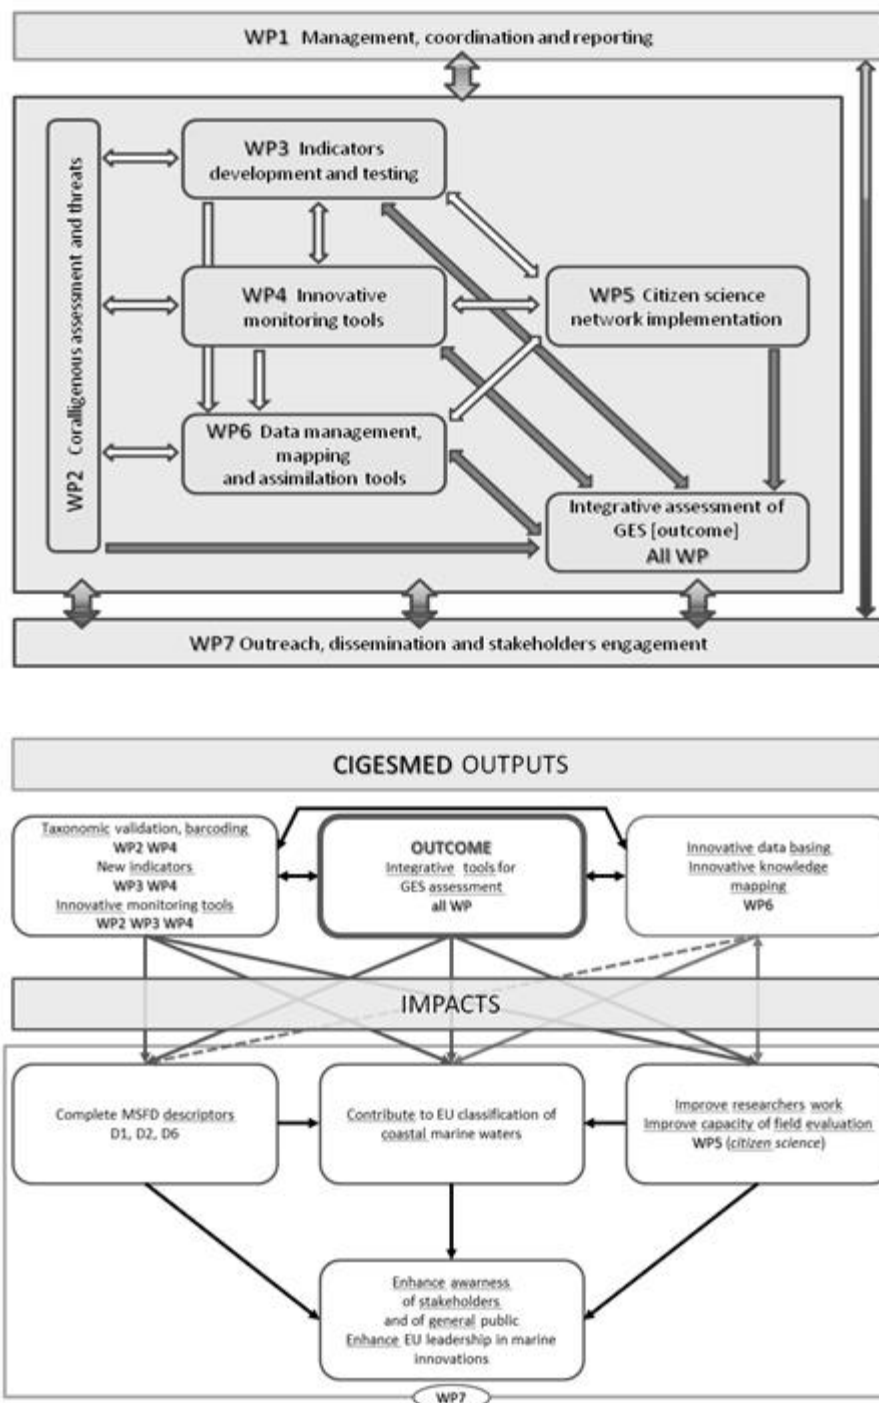 WP1 Management, coordination and reporting
WP2 Coralligenous assessment and threats
WP3 Indicators
development and testing
WP4 Innovative
monitoring tools
WP5 Citizen science
network implementation
WP6 Data management,
mapping
and assimilation tools
Integrative assessment of
GES [outcome]
All WP
WP7 Outreach, dissemination and stakeholders engagement
CIGESMED OUTPUTS
Taxonomic validation, barcoding
WP2 WP4
New indicators
WP3 WP4
Innovative monitoring tools
WP2 WP3 WP4
OUTCOME
Integrative tools for
GES assessment
all WP
Innovative data basing
Innovative knowledge
mapping
WP6
IMPACTS
Complete MSFD descriptors
D1, D2, D6
Contribute to EU classification of
coastal marine waters
Improve researchers work
Improve capacity of field evaluation
WP5 (citizen science)
Enhance awarness
of stakeholders
and of general public
Enhance EU leadership in marine
innovations
WP7